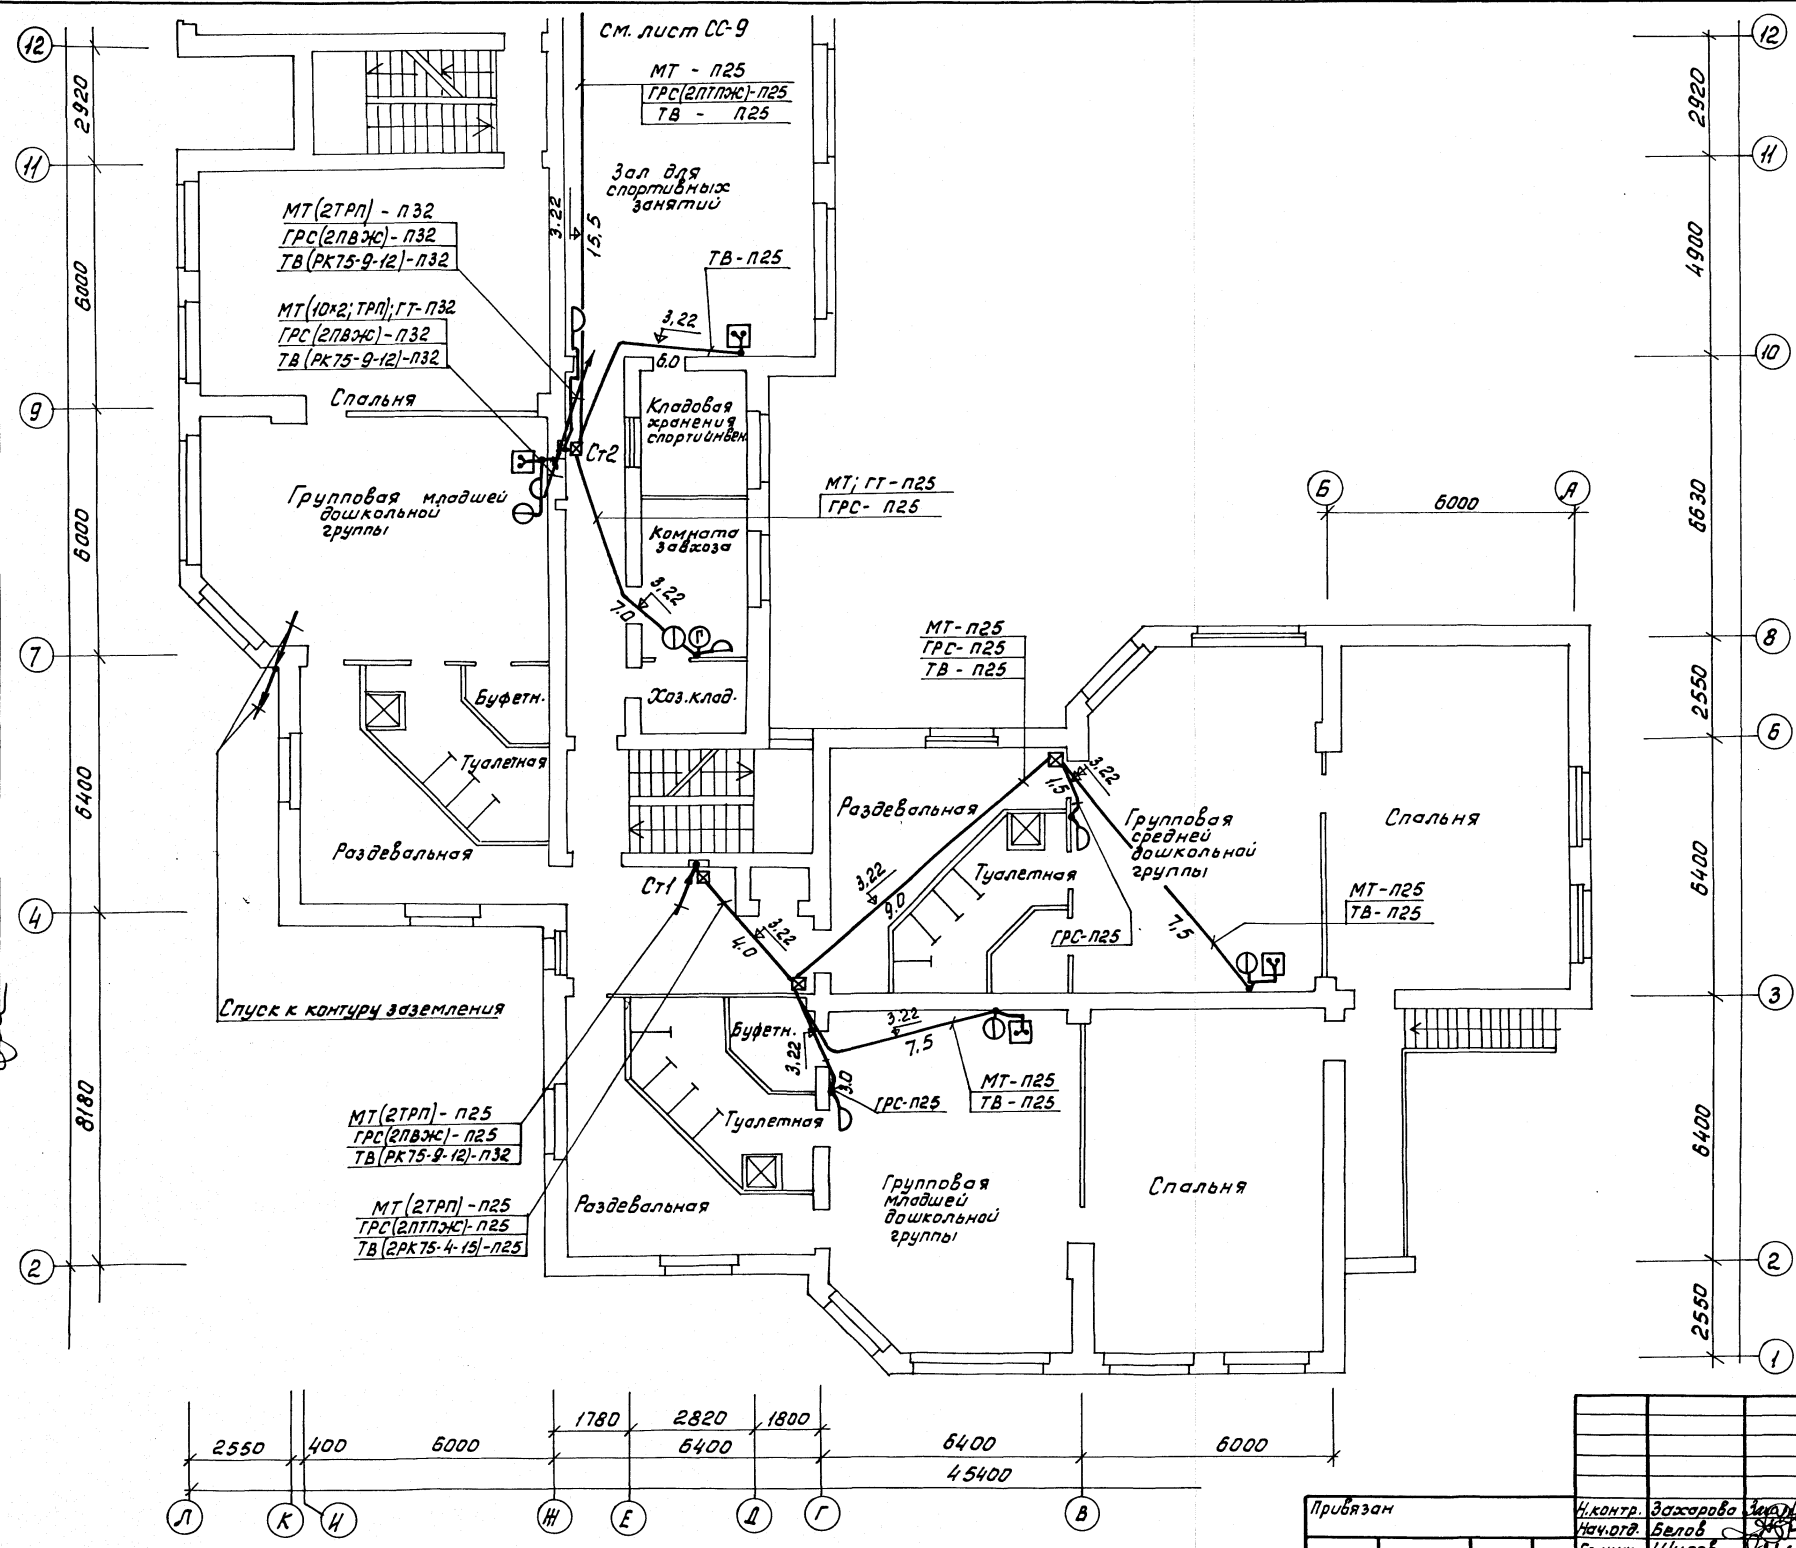 см. лист СС-9
МТ - П25
ГРС(2ПТПЖ)-П25
ТВ - П25
12
12
2920
2920
11
11
Зал для
спортивных
занятий
3.22
15,5
МТ(2ТРП) - П32
ГРС(2ПВЖ)-П32
ТВ(РК75-9-12)-П32
ТВ-П25
6000
4900
МТ(10×2; ТРП); ГТ-П32
ГРС(2ПВЖ)-П32
ТВ(РК75-9-12)-П32
3,22
6.0
10
Спальня
9
Кладовая
хранения
спортинвен.
Ст2
МТ; ГТ-П25
ГРС- П25
Групповая младшей
дошкольной
группы
6000
Б
А
6000
6630
Комната
завхоза
3,22
7.0
Г
МТ-П25
ГРС-П25
ТВ-П25
7
8
Буфетн.
Хоз.клад.
2550
6
Туалетная
3,22
1,5
6400
Раздевальная
Раздевальная
Групповая
средней
дошкольной
группы
Спальня
6400
Туалетная
Ст1
3,22
9.0
МТ-П25
ТВ-П25
4
3.22
4.0
ГРС-П25
7,5
3
Спуск к контуру заземления
Буфетн.
3.22
7,5
3.22
3.0
МТ-П25
ТВ-П25
ГРС-П25
8180
МТ(2ТРП)- П25
ГРС(2ПВЖ)-П25
ТВ(РК75-9-12)-П32
Туалетная
6400
МТ(2ТРП)-П25
ГРС(2ПТПЖ)-П25
ТВ(2РК75-4-15)-П25
Раздевальная
Групповая
младшей
дошкольной
группы
Спальня
2
2
2550
1
1780
2820
1800
2550
400
6000
6400
6400
6000
45400
Л
К
И
Ж
Е
Д
Г
В
Привязан
Н.контр. Захарова
Нач.отд. Белов